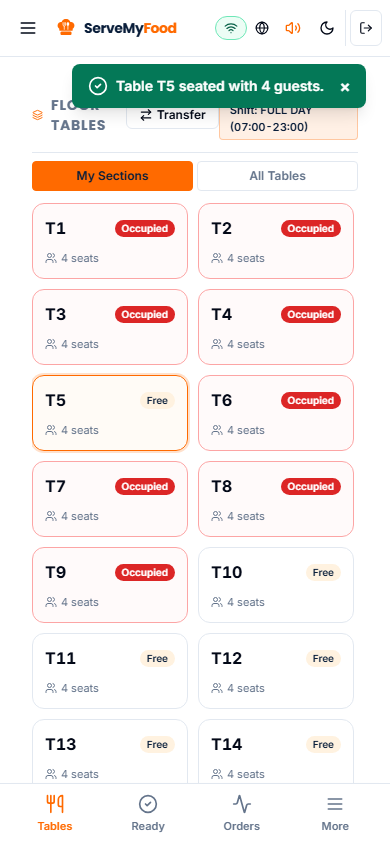 ServeMyFood
Table T5 seated with 4 guests.
FLOOR
TABLES
Transfer
Shift: FULL DAY
(07:00-23:00)
My Sections
All Tables
T1 Occupied
4 seats
T2 Occupied
4 seats
T3 Occupied
4 seats
T4 Occupied
4 seats
T5 Free
4 seats
T6 Occupied
4 seats
T7 Occupied
4 seats
T8 Occupied
4 seats
T9 Occupied
4 seats
T10 Free
4 seats
T11 Free
4 seats
T12 Free
4 seats
T13 Free
4 seats
T14 Free
4 seats
Tables
Ready
Orders
More